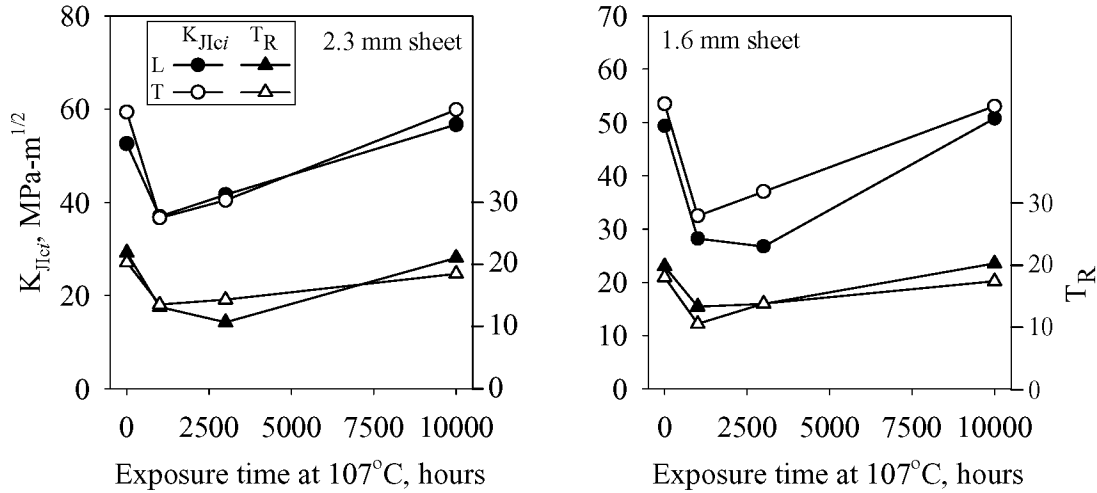 80
60
40
20
0
K_JIci, MPa-m^1/2
K_JIci T_R
L
T
2.3 mm sheet
30
20
10
0
0 2500 5000 7500 10000
Exposure time at 107°C, hours
70
60
50
40
30
20
10
0
1.6 mm sheet
30
20
10
0
T_R
0 2500 5000 7500 10000
Exposure time at 107°C, hours